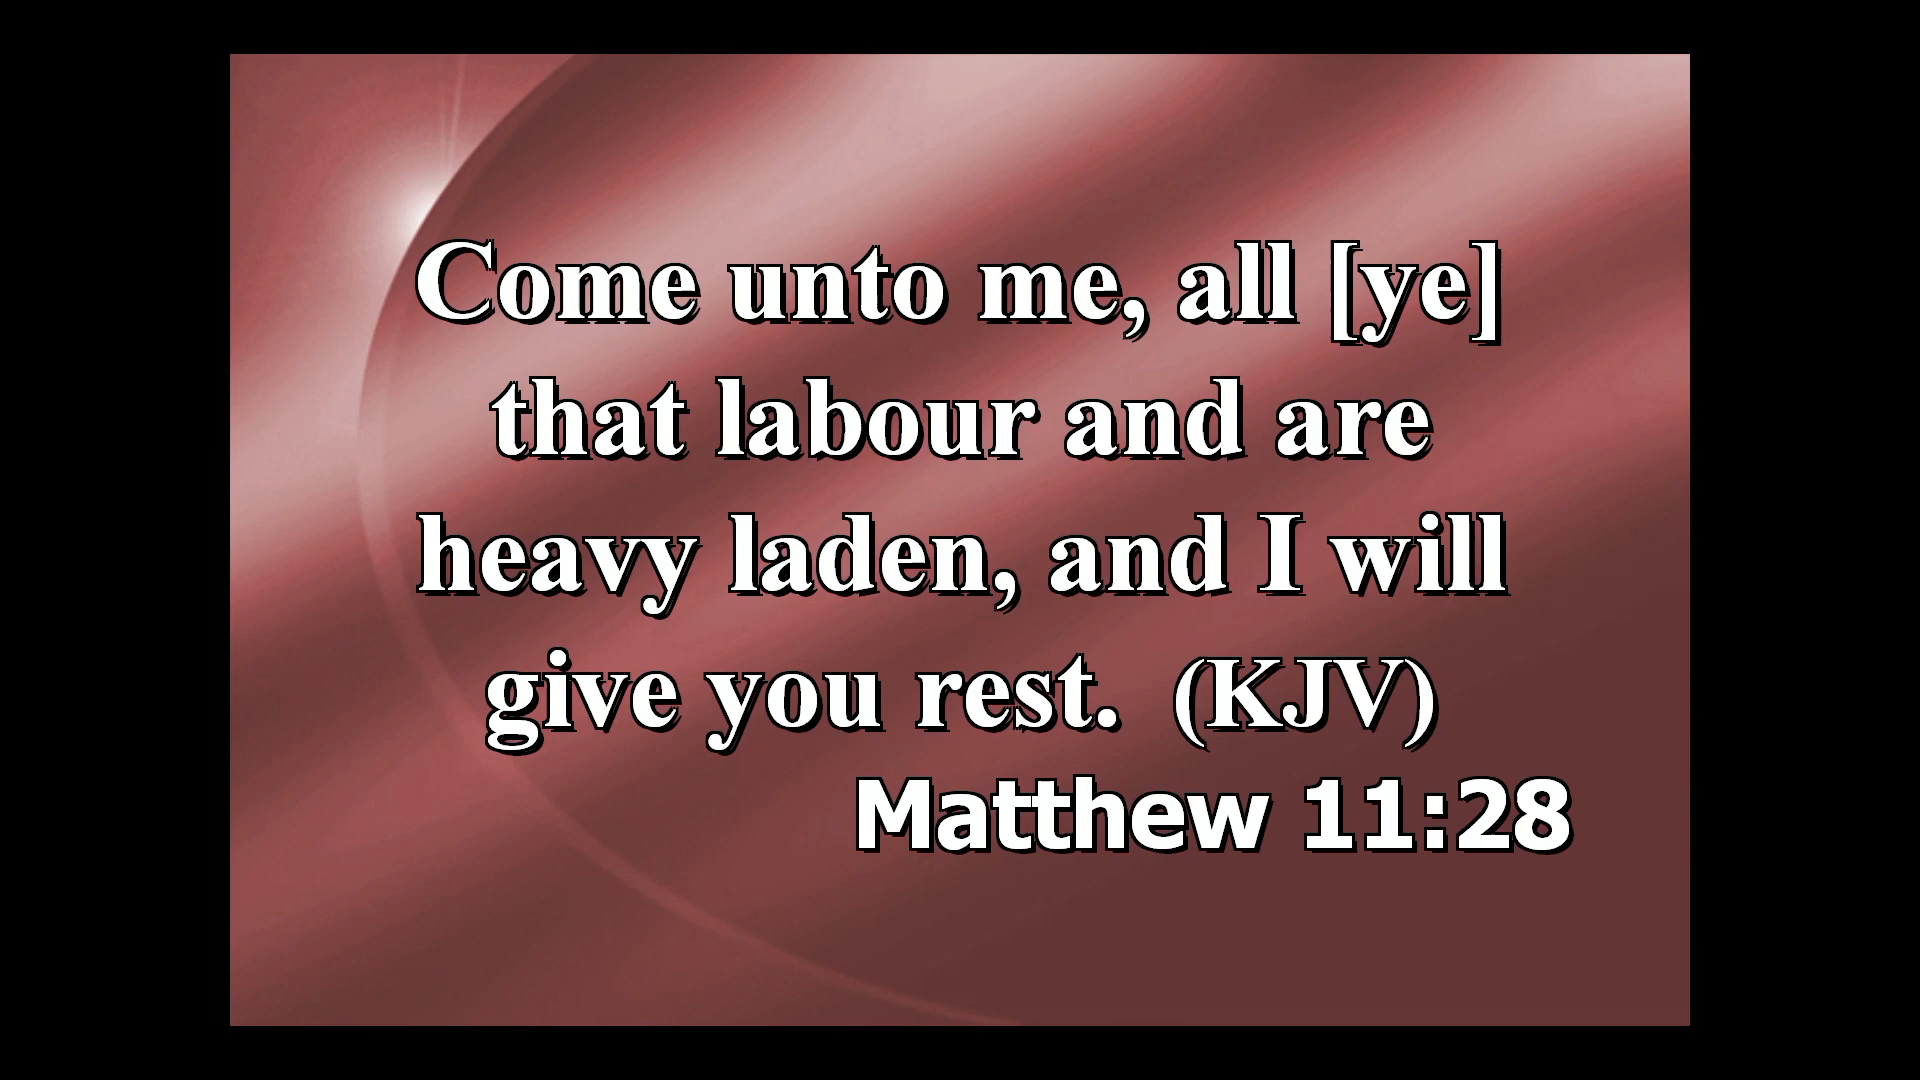 Come unto me, all [ye]
that labour and are
heavy laden, and I will
give you rest.  (KJV)
Matthew 11:28